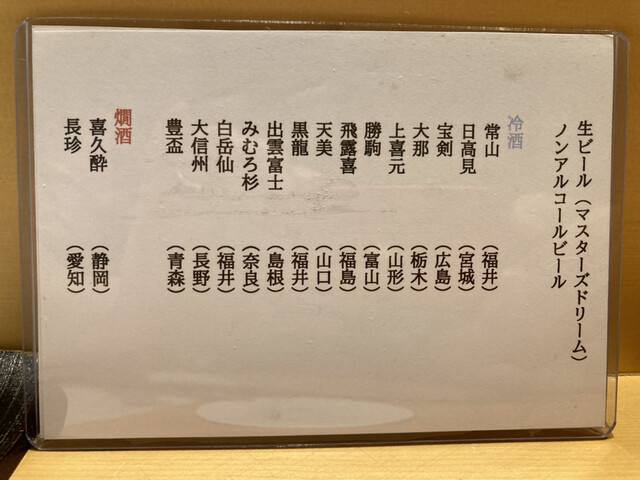 生ビール（マスターズドリーム）
ノンアルコールビール
冷酒
常山（福井）
日高見（宮城）
宝剣（広島）
大那（栃木）
上喜元（山形）
勝駒（富山）
飛露喜（福島）
天美（山口）
黒龍（福井）
出雲富士（島根）
みむろ杉（奈良）
白岳仙（福井）
大信州（長野）
豊盃（青森）
燗酒
喜久酔（静岡）
長珍（愛知）